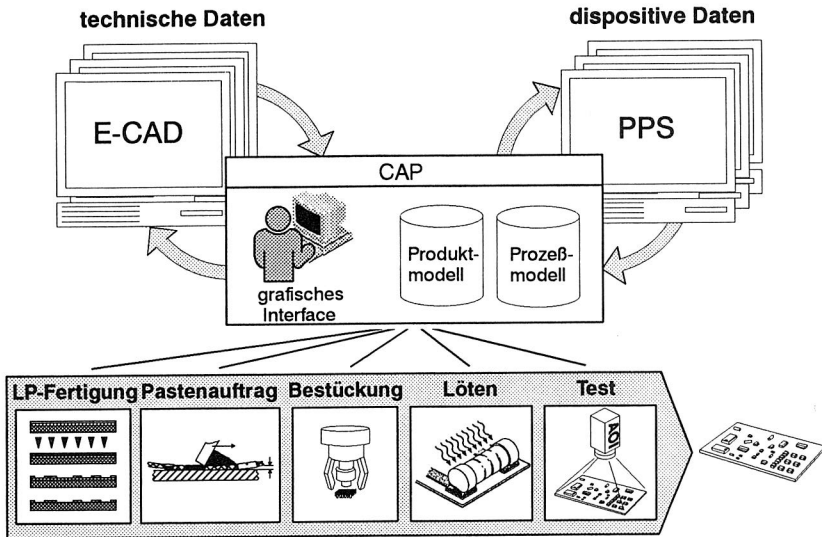 technische Daten
dispositive Daten
E-CAD
PPS
CAP
Produkt-
modell
Prozeß-
modell
grafisches
Interface
LP-Fertigung
Pastenauftrag
Bestückung
Löten
Test
AOI